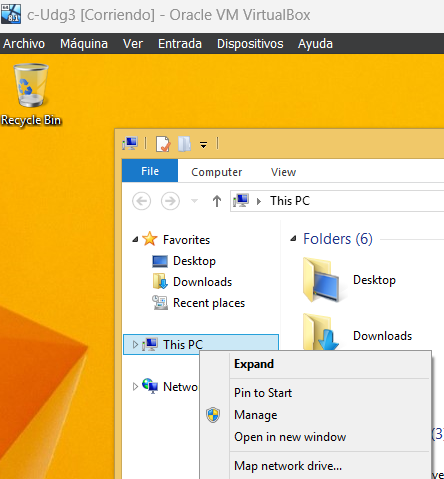 c-Udg3 [Corriendo] - Oracle VM VirtualBox
Archivo Máquina Ver Entrada Dispositivos Ayuda
Recycle Bin
File Computer View
This PC
Favorites
Desktop
Downloads
Recent places
This PC
Folders (6)
Desktop
Downloads
Expand
Pin to Start
Manage
Open in new window
Map network drive...